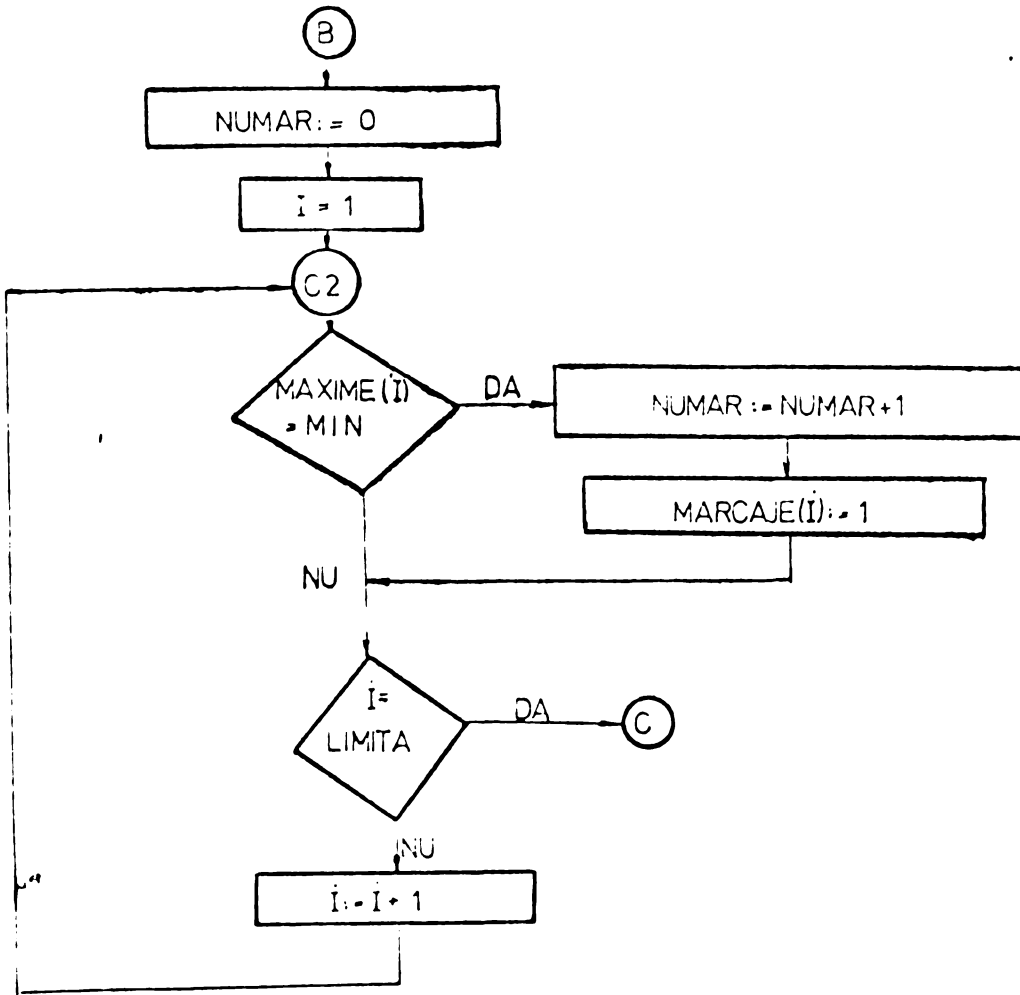 B
NUMAR := 0
I = 1
C2
MAXIME(I)
= MIN
DA
NUMAR := NUMAR+1
MARCAJE(I) := 1
NU
I=
LIMITA
DA
C
NU
I := I + 1